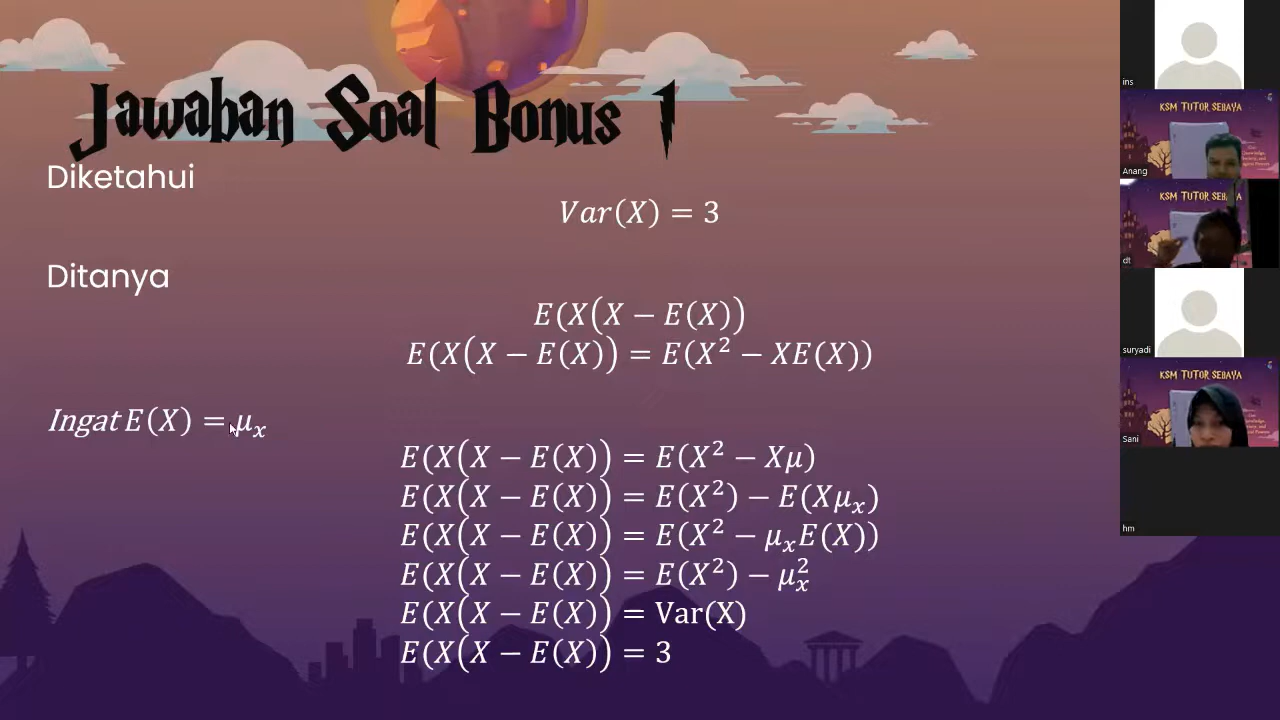 Jawaban Soal Bonus 1
Diketahui
Var(X) = 3
Ditanya
E(X(X − E(X))
E(X(X − E(X)) = E(X² − XE(X))
Ingat E(X) = μₓ
E(X(X − E(X)) = E(X² − Xμ)
E(X(X − E(X)) = E(X²) − E(Xμₓ)
E(X(X − E(X)) = E(X² − μₓE(X))
E(X(X − E(X)) = E(X²) − μₓ²
E(X(X − E(X)) = Var(X)
E(X(X − E(X)) = 3
ins
KSM TUTOR SEBAYA
Anang
KSM TUTOR SEBAYA
dt
suryadi
KSM TUTOR SEBAYA
Sani
hm